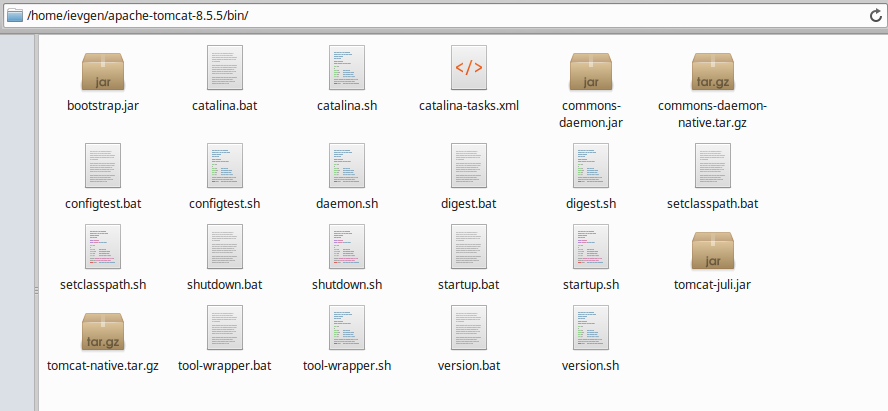 /home/ievgen/apache-tomcat-8.5.5/bin/
jar
tar.gz
jar
bootstrap.jar
catalina.bat
catalina.sh
</>
catalina-tasks.xml
jar
commons-
daemon.jar
tar.gz
commons-daemon-
native.tar.gz
configtest.bat
configtest.sh
daemon.sh
digest.bat
digest.sh
setclasspath.bat
setclasspath.sh
shutdown.bat
shutdown.sh
startup.bat
startup.sh
jar
tomcat-juli.jar
tar.gz
tomcat-native.tar.gz
tool-wrapper.bat
tool-wrapper.sh
version.bat
version.sh